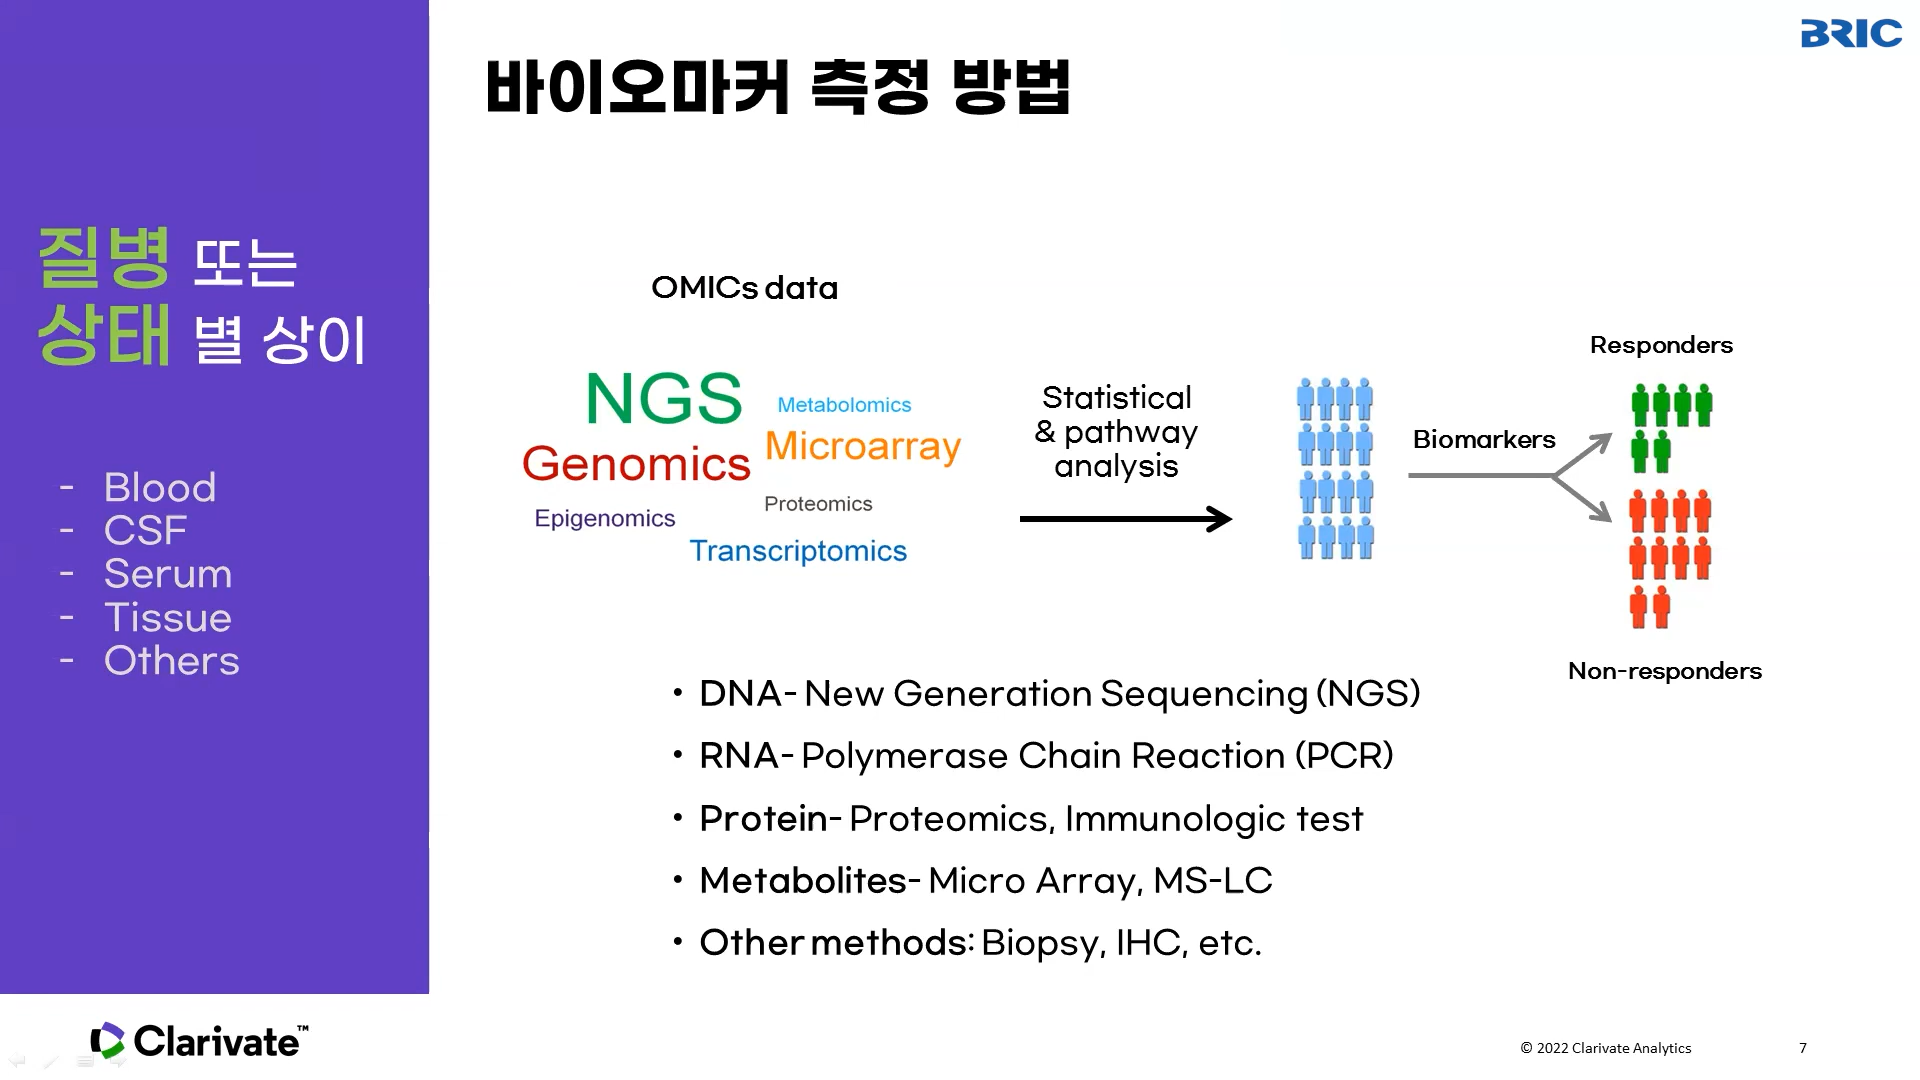 BRIC
바이오마커 측정 방법
질병 또는
상태 별 상이
- Blood
- CSF
- Serum
- Tissue
- Others
OMICs data
NGS
Metabolomics
Microarray
Genomics
Proteomics
Epigenomics
Transcriptomics
Statistical
& pathway
analysis
Biomarkers
Responders
Non-responders
• DNA- New Generation Sequencing (NGS)
• RNA- Polymerase Chain Reaction (PCR)
• Protein- Proteomics, Immunologic test
• Metabolites- Micro Array, MS-LC
• Other methods: Biopsy, IHC, etc.
Clarivate™
© 2022 Clarivate Analytics
7